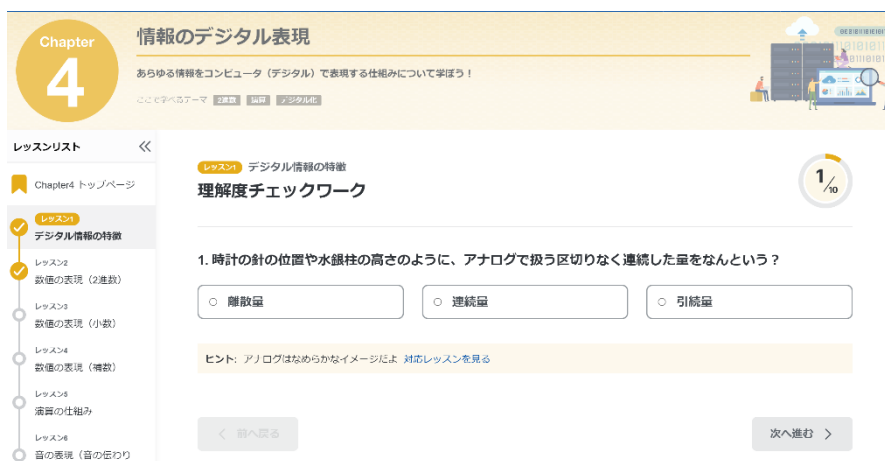 Chapter
4
情報のデジタル表現
あらゆる情報をコンピュータ（デジタル）で表現する仕組みについて学ぼう！
ここで学べるテーマ 2進数 演算 デジタル化
レッスンリスト
Chapter4 トップページ
レッスン1
デジタル情報の特徴
レッスン2
数値の表現（2進数）
レッスン3
数値の表現（小数）
レッスン4
数値の表現（補数）
レッスン5
演算の仕組み
レッスン6
音の表現（音の伝わり
レッスン1 デジタル情報の特徴
理解度チェックワーク
1/10
1. 時計の針の位置や水銀柱の高さのように、アナログで扱う区切りなく連続した量をなんという？
離散量
連続量
引続量
ヒント: アナログはなめらかなイメージだよ 対応レッスンを見る
前へ戻る
次へ進む